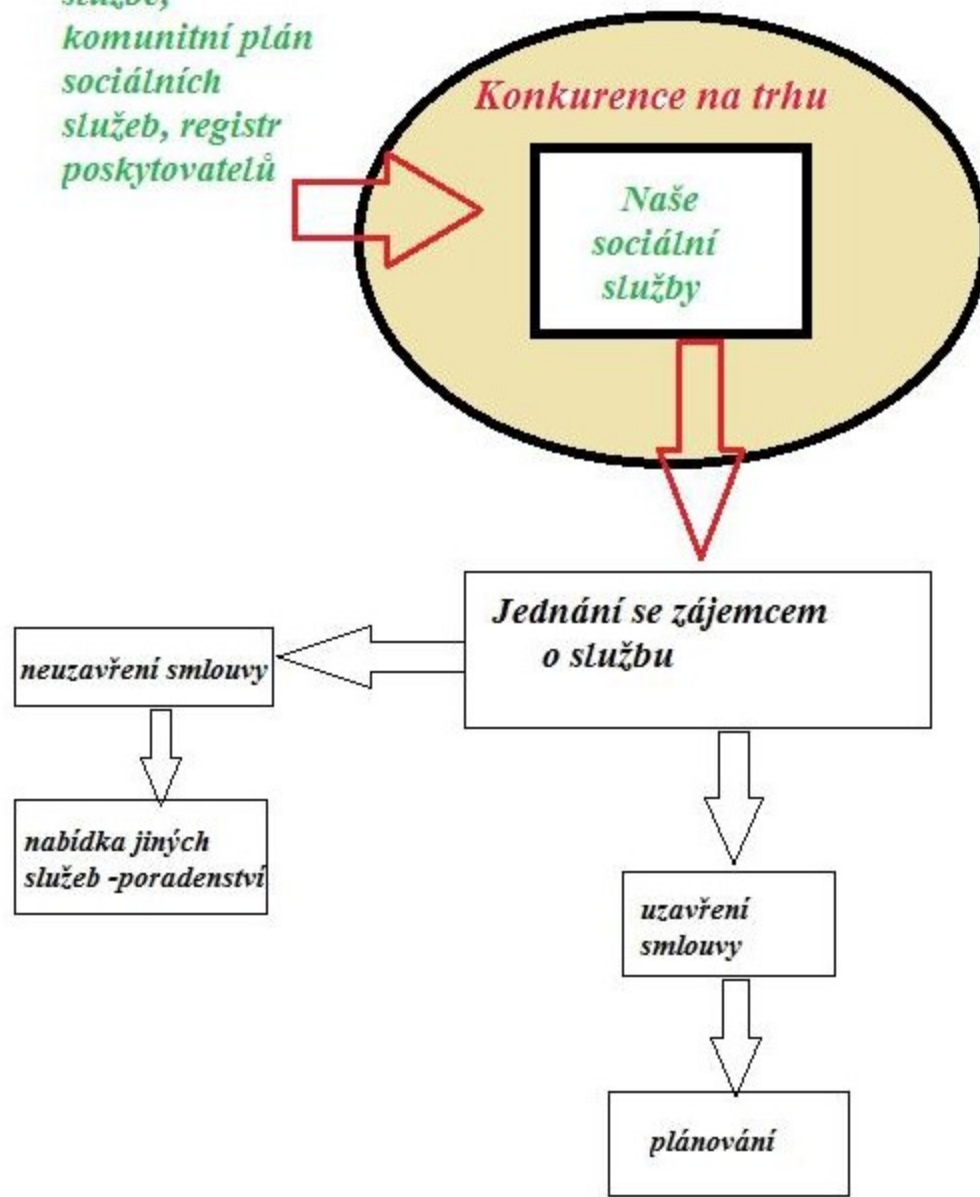 službě,
komunitní plán
sociálních
služeb, registr
poskytovatelů
Konkurence na trhu
Naše
sociální
služby
Jednání se zájemcem
o službu
neuzavření smlouvy
nabídka jiných
služeb -poradenství
uzavření
smlouvy
plánování